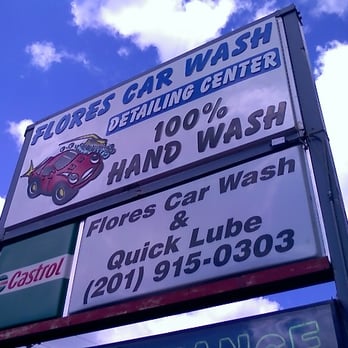 FLORES CAR WASH
DETAILING CENTER
100%
HAND WASH
Flores Car Wash
&
Quick Lube
(201) 915-0303
Castrol